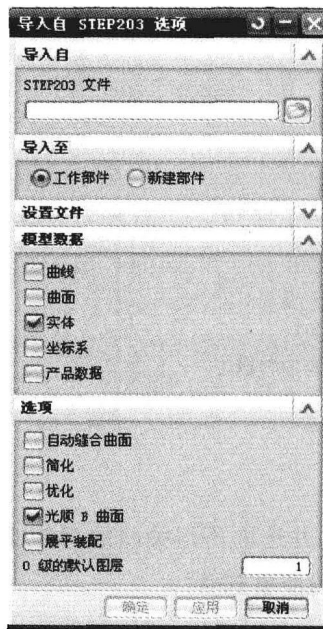 导入自 STEP203 选项
导入自
STEP203 文件
导入至
工作部件 新建部件
设置文件
模型数据
曲线
曲面
实体
坐标系
产品数据
选项
自动缝合曲面
简化
优化
光顺 B 曲面
展平装配
0 级的默认图层 1
确定 应用 取消